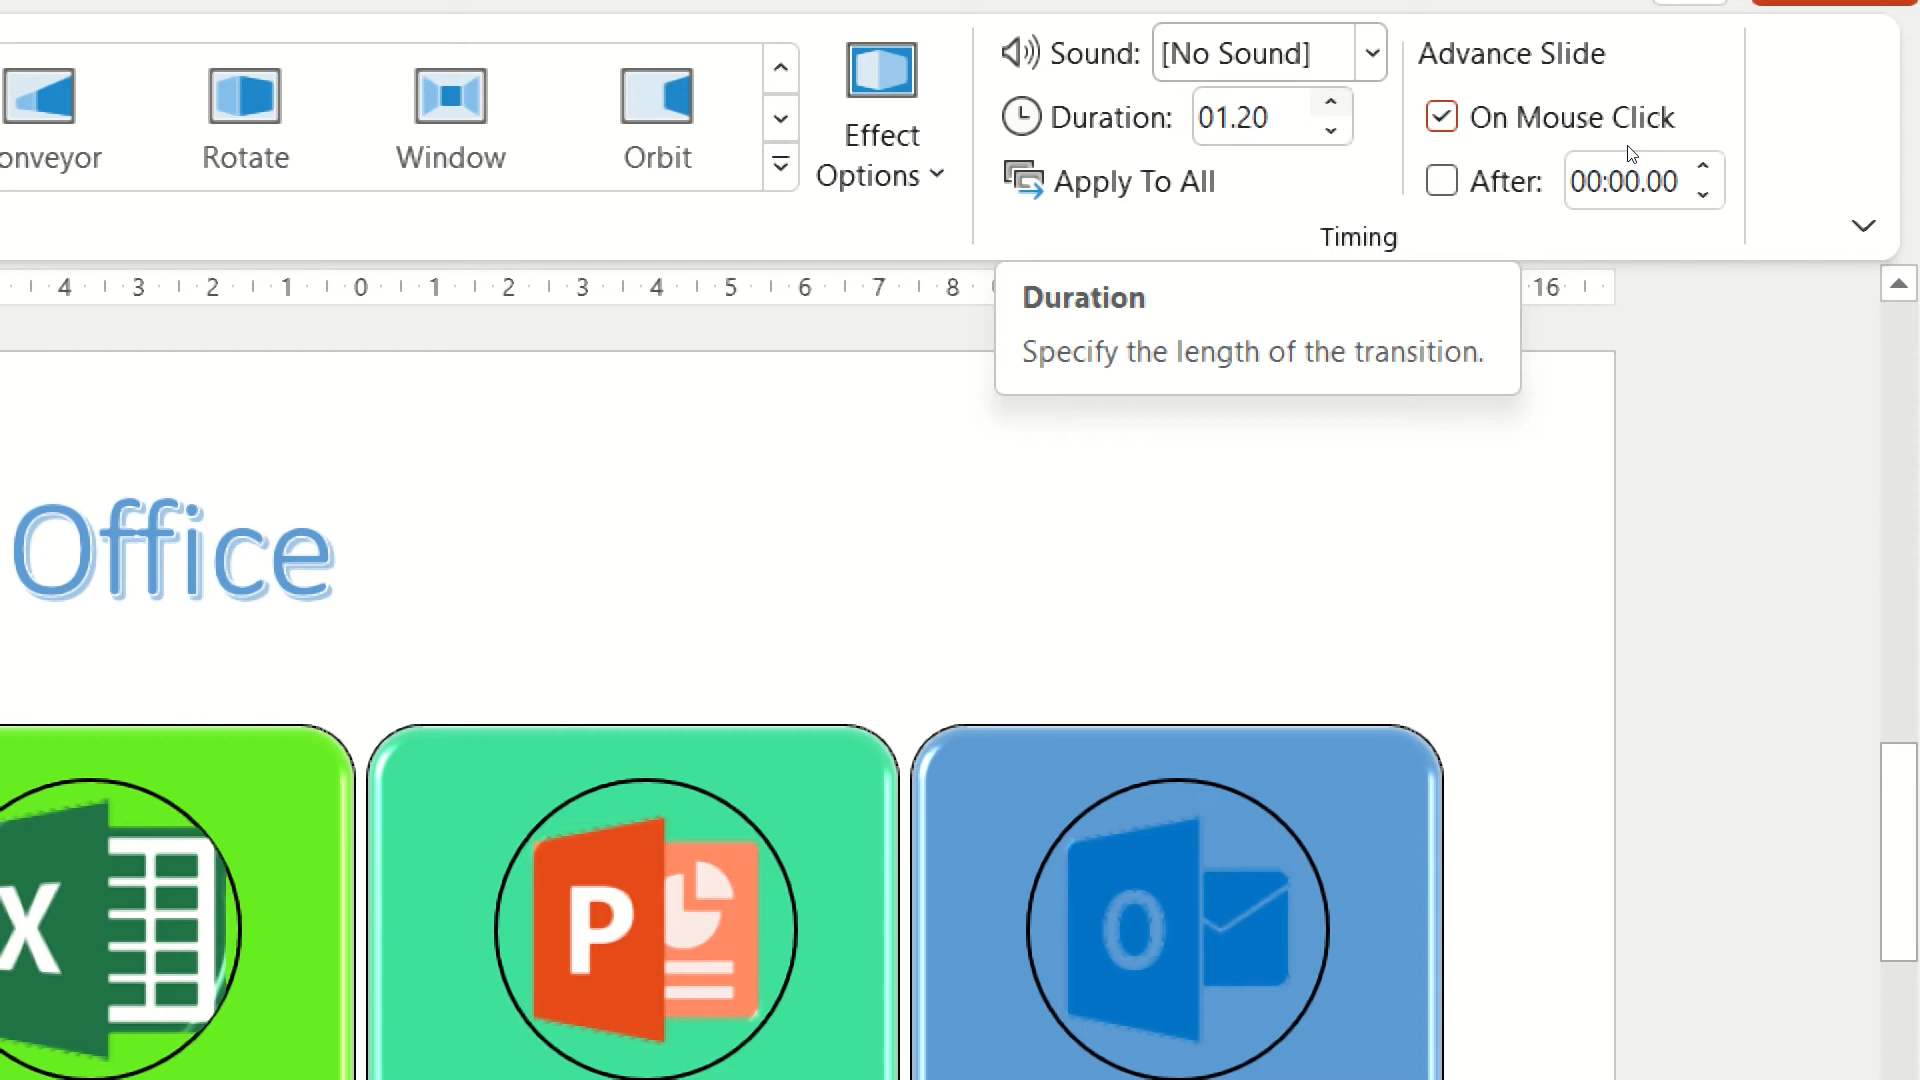 onveyor
Rotate
Window
Orbit
Effect
Options
Sound: [No Sound]
Duration: 01.20
Apply To All
Advance Slide
On Mouse Click
After: 00:00.00
Timing
4 3 2 1 0 1 2 3 4 5 6 7 8 16
Duration
Specify the length of the transition.
Office
X
P
O